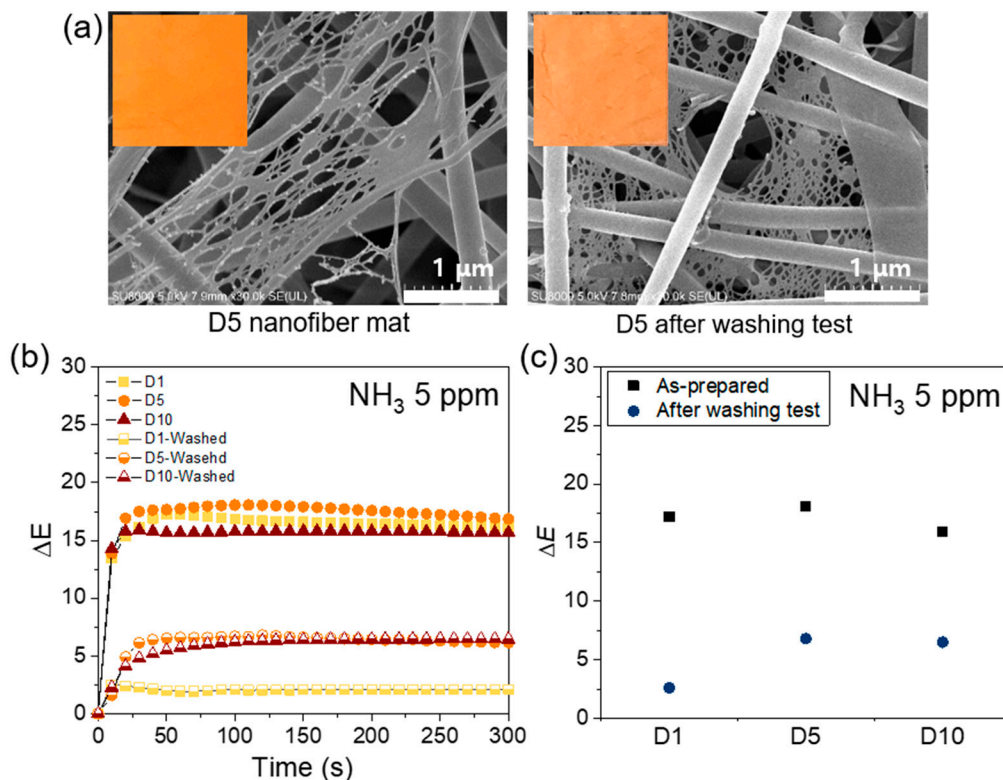 (a)
1 μm
SU8000 5.0kV 7.9mm x30.0k SE(UL)
D5 nanofiber mat
1 μm
SU8000 5.0kV 7.8mm x30.0k SE(UL)
D5 after washing test
(b)
30
25
20
15
10
5
0
ΔE
D1
D5
D10
D1-Washed
D5-Wasehd
D10-Washed
NH₃ 5 ppm
0 50 100 150 200 250 300
Time (s)
(c)
30
25
20
15
10
5
0
ΔE
As-prepared
After washing test
NH₃ 5 ppm
D1 D5 D10